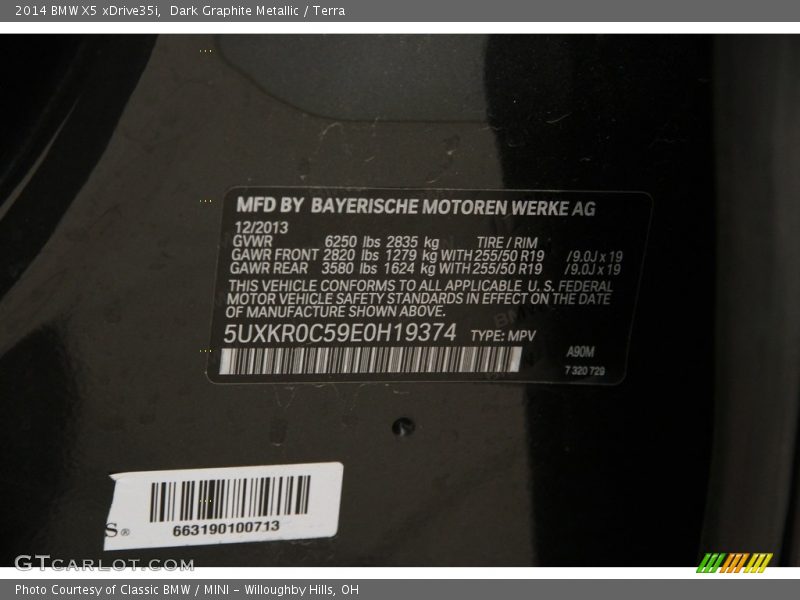 2014 BMW X5 xDrive35i, Dark Graphite Metallic / Terra
MFD BY BAYERISCHE MOTOREN WERKE AG
12/2013
GVWR 6250 lbs 2835 kg TIRE / RIM
GAWR FRONT 2820 lbs 1279 kg WITH 255/50 R19 /9.0J x 19
GAWR REAR 3580 lbs 1624 kg WITH 255/50 R19 /9.0J x 19
THIS VEHICLE CONFORMS TO ALL APPLICABLE U.S. FEDERAL
MOTOR VEHICLE SAFETY STANDARDS IN EFFECT ON THE DATE
OF MANUFACTURE SHOWN ABOVE.
5UXKR0C59E0H19374 TYPE: MPV
A90M
7 320 729
S®
663190100713
GTCARLOT.COM
Photo Courtesy of Classic BMW / MINI - Willoughby Hills, OH